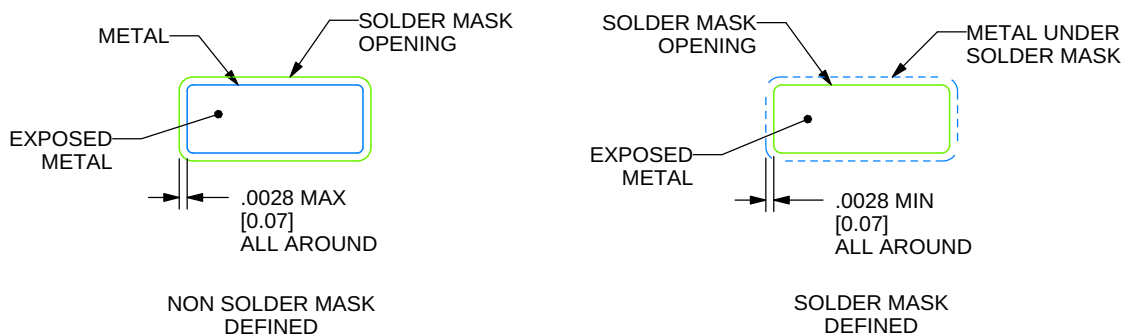 METAL
SOLDER MASK
OPENING
EXPOSED
METAL
.0028 MAX
[0.07]
ALL AROUND
NON SOLDER MASK
DEFINED
SOLDER MASK
OPENING
METAL UNDER
SOLDER MASK
EXPOSED
METAL
.0028 MIN
[0.07]
ALL AROUND
SOLDER MASK
DEFINED